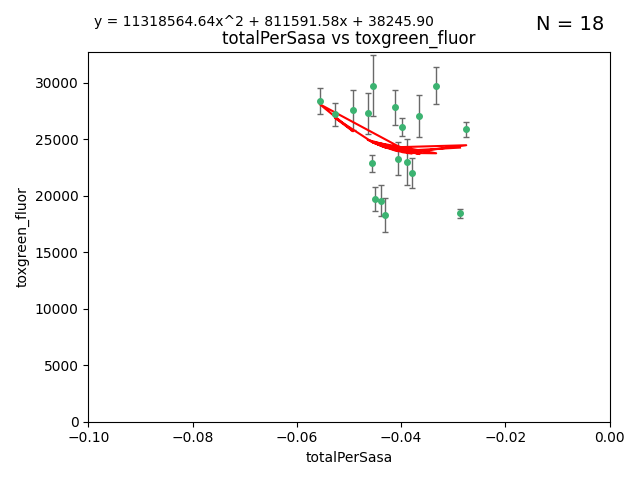 y = 11318564.64x^2 + 811591.58x + 38245.90
N = 18
totalPerSasa vs toxgreen_fluor
toxgreen_fluor
30000
25000
20000
15000
10000
5000
0
−0.10 −0.08 −0.06 −0.04 −0.02 0.00
totalPerSasa